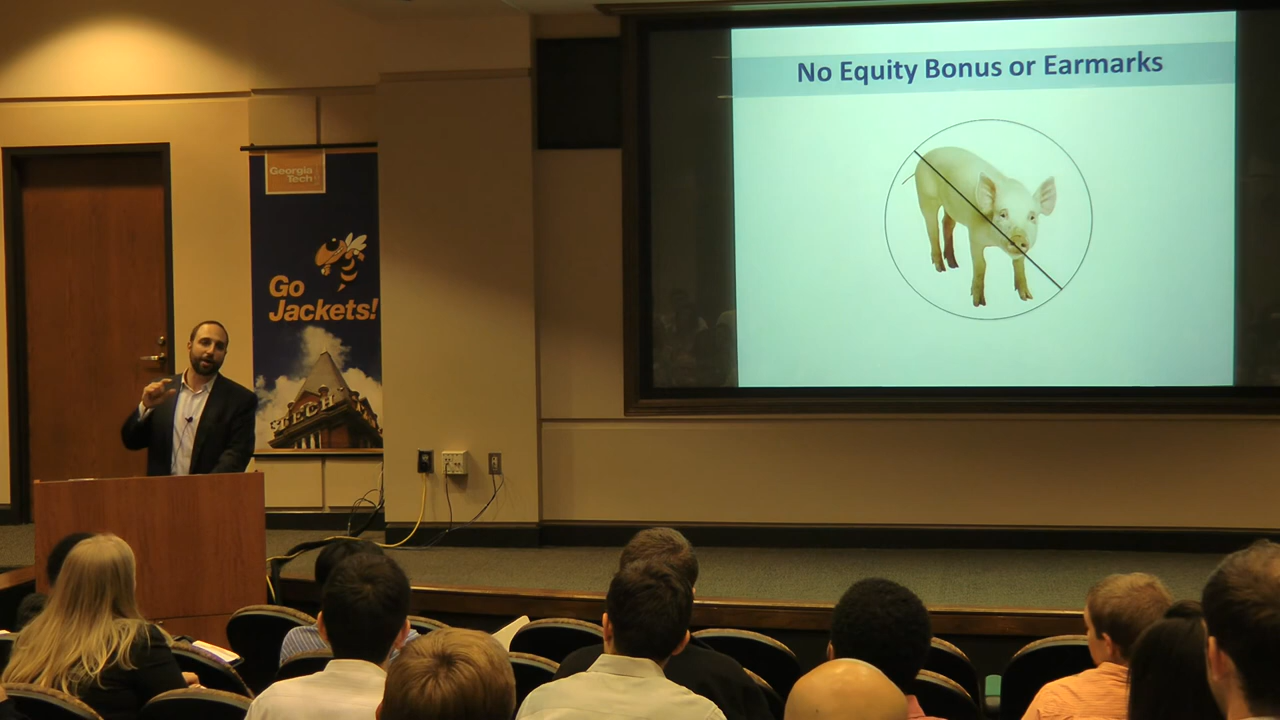 No Equity Bonus or Earmarks
Georgia
Tech
Go
Jackets!
TECH